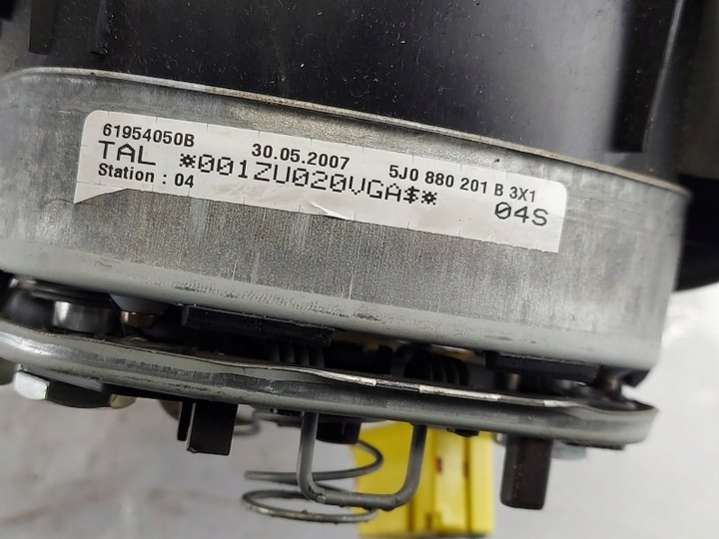 61954050B 30.05.2007 5J0 880 201 B 3X1
TAL *001ZU020VGA$* 04S
Station : 04